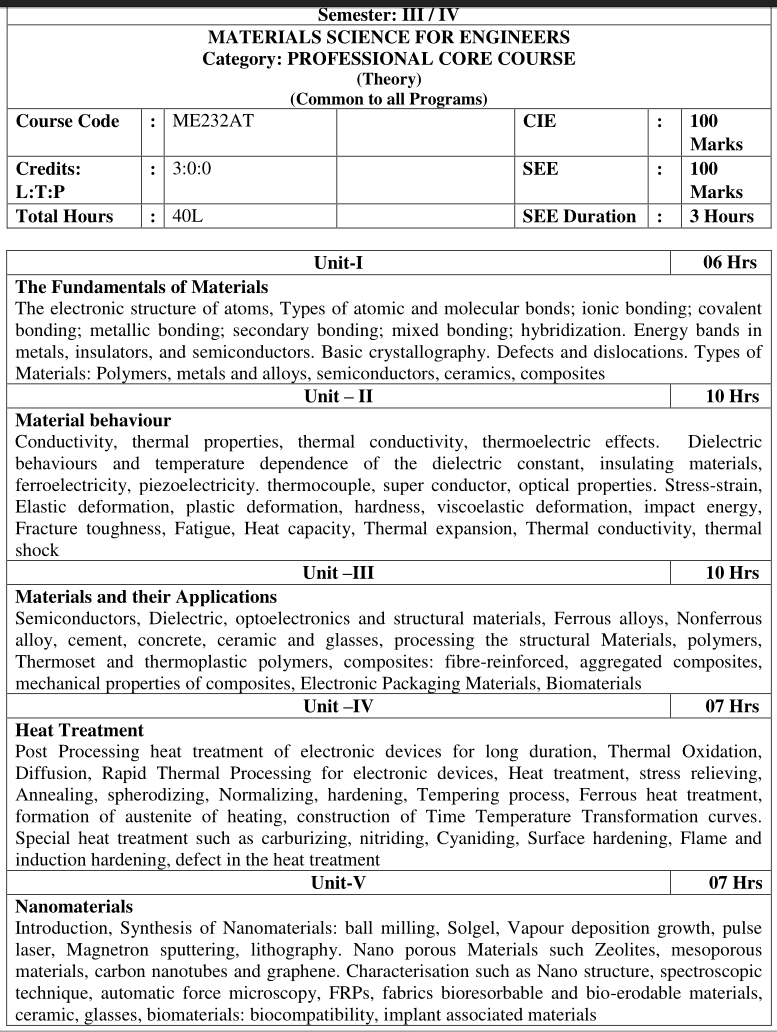 Semester: III / IV
MATERIALS SCIENCE FOR ENGINEERS
Category: PROFESSIONAL CORE COURSE
(Theory)
(Common to all Programs)
Course Code : ME232AT CIE : 100 Marks
Credits: L:T:P : 3:0:0 SEE : 100 Marks
Total Hours : 40L SEE Duration : 3 Hours
Unit-I 06 Hrs
The Fundamentals of Materials
The electronic structure of atoms, Types of atomic and molecular bonds; ionic bonding; covalent
bonding; metallic bonding; secondary bonding; mixed bonding; hybridization. Energy bands in
metals, insulators, and semiconductors. Basic crystallography. Defects and dislocations. Types of
Materials: Polymers, metals and alloys, semiconductors, ceramics, composites
Unit – II 10 Hrs
Material behaviour
Conductivity, thermal properties, thermal conductivity, thermoelectric effects. Dielectric
behaviours and temperature dependence of the dielectric constant, insulating materials,
ferroelectricity, piezoelectricity. thermocouple, super conductor, optical properties. Stress-strain,
Elastic deformation, plastic deformation, hardness, viscoelastic deformation, impact energy,
Fracture toughness, Fatigue, Heat capacity, Thermal expansion, Thermal conductivity, thermal
shock
Unit –III 10 Hrs
Materials and their Applications
Semiconductors, Dielectric, optoelectronics and structural materials, Ferrous alloys, Nonferrous
alloy, cement, concrete, ceramic and glasses, processing the structural Materials, polymers,
Thermoset and thermoplastic polymers, composites: fibre-reinforced, aggregated composites,
mechanical properties of composites, Electronic Packaging Materials, Biomaterials
Unit –IV 07 Hrs
Heat Treatment
Post Processing heat treatment of electronic devices for long duration, Thermal Oxidation,
Diffusion, Rapid Thermal Processing for electronic devices, Heat treatment, stress relieving,
Annealing, spherodizing, Normalizing, hardening, Tempering process, Ferrous heat treatment,
formation of austenite of heating, construction of Time Temperature Transformation curves.
Special heat treatment such as carburizing, nitriding, Cyaniding, Surface hardening, Flame and
induction hardening, defect in the heat treatment
Unit-V 07 Hrs
Nanomaterials
Introduction, Synthesis of Nanomaterials: ball milling, Solgel, Vapour deposition growth, pulse
laser, Magnetron sputtering, lithography. Nano porous Materials such Zeolites, mesoporous
materials, carbon nanotubes and graphene. Characterisation such as Nano structure, spectroscopic
technique, automatic force microscopy, FRPs, fabrics bioresorbable and bio-erodable materials,
ceramic, glasses, biomaterials: biocompatibility, implant associated materials